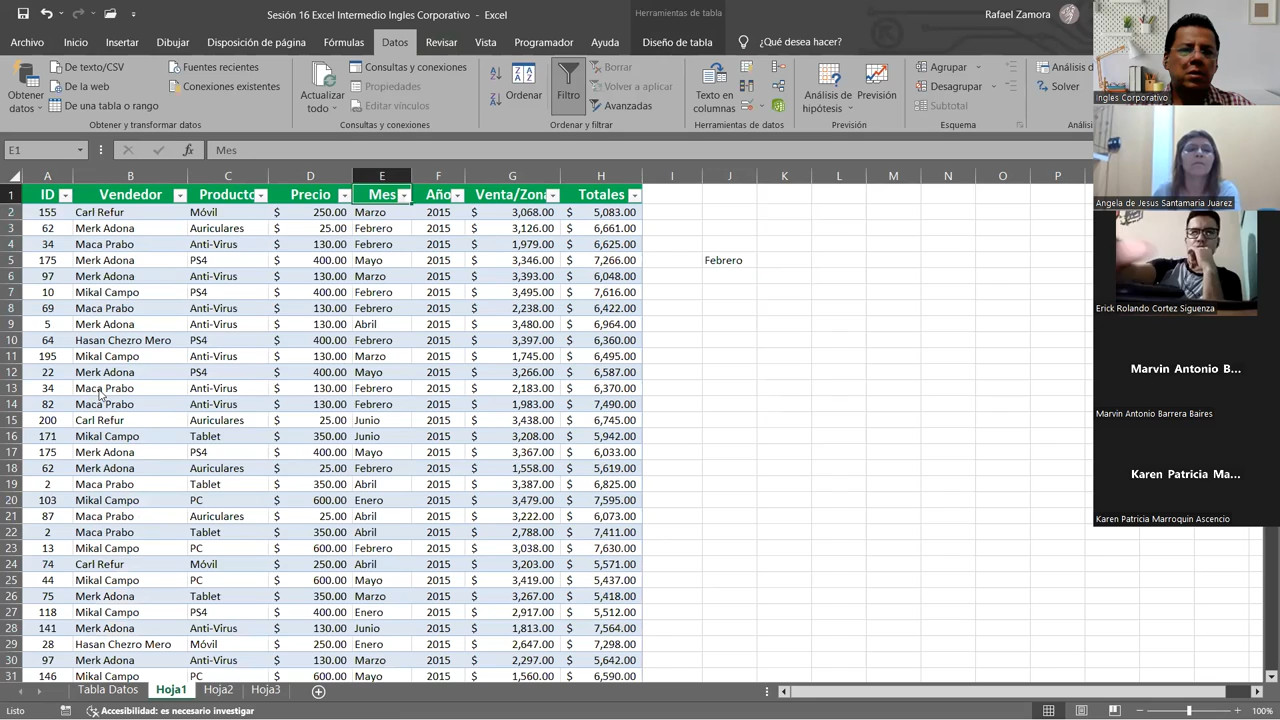 Sesión 16 Excel Intermedio Ingles Corporativo - Excel
Herramientas de tabla
Rafael Zamora
Archivo Inicio Insertar Dibujar Disposición de página Fórmulas Datos Revisar Vista Programador Ayuda Diseño de tabla ¿Qué desea hacer?
Obtener datos
De texto/CSV
De la web
De una tabla o rango
Fuentes recientes
Conexiones existentes
Obtener y transformar datos
Actualizar todo
Consultas y conexiones
Propiedades
Editar vínculos
Consultas y conexiones
Ordenar
Filtro
Borrar
Volver a aplicar
Avanzadas
Ordenar y filtrar
Texto en columnas
Herramientas de datos
Análisis de hipótesis
Previsión
Previsión
Agrupar
Desagrupar
Subtotal
Esquema
Análisis d
Solver
Análisis
E1 fx Mes
A B C D E F G H I J K L M N O P
1 ID Vendedor Producto Precio Mes Año Venta/Zona Totales
2 155 Carl Refur Móvil $ 250.00 Marzo 2015 $ 3,068.00 $ 5,083.00
3 62 Merk Adona Auriculares $ 25.00 Febrero 2015 $ 3,126.00 $ 6,661.00
4 34 Maca Prabo Anti-Virus $ 130.00 Febrero 2015 $ 1,979.00 $ 6,625.00
5 175 Merk Adona PS4 $ 400.00 Mayo 2015 $ 3,346.00 $ 7,266.00 Febrero
6 97 Merk Adona Anti-Virus $ 130.00 Marzo 2015 $ 3,393.00 $ 6,048.00
7 10 Mikal Campo PS4 $ 400.00 Febrero 2015 $ 3,495.00 $ 7,616.00
8 69 Maca Prabo Anti-Virus $ 130.00 Febrero 2015 $ 2,238.00 $ 6,422.00
9 5 Merk Adona Anti-Virus $ 130.00 Abril 2015 $ 3,480.00 $ 6,964.00
10 64 Hasan Chezro Mero PS4 $ 400.00 Febrero 2015 $ 3,397.00 $ 6,360.00
11 195 Mikal Campo Anti-Virus $ 130.00 Marzo 2015 $ 1,745.00 $ 6,495.00
12 22 Merk Adona PS4 $ 400.00 Mayo 2015 $ 3,266.00 $ 6,587.00
13 34 Maca Prabo Anti-Virus $ 130.00 Febrero 2015 $ 2,183.00 $ 6,370.00
14 82 Maca Prabo Anti-Virus $ 130.00 Febrero 2015 $ 1,983.00 $ 7,490.00
15 200 Carl Refur Auriculares $ 25.00 Junio 2015 $ 3,438.00 $ 6,745.00
16 171 Mikal Campo Tablet $ 350.00 Junio 2015 $ 3,208.00 $ 5,942.00
17 175 Merk Adona PS4 $ 400.00 Mayo 2015 $ 3,367.00 $ 6,033.00
18 62 Merk Adona Auriculares $ 25.00 Febrero 2015 $ 1,558.00 $ 5,619.00
19 2 Maca Prabo Tablet $ 350.00 Abril 2015 $ 3,387.00 $ 6,825.00
20 103 Mikal Campo PC $ 600.00 Enero 2015 $ 3,479.00 $ 7,595.00
21 87 Maca Prabo Auriculares $ 25.00 Abril 2015 $ 3,222.00 $ 6,073.00
22 2 Maca Prabo Tablet $ 350.00 Abril 2015 $ 2,788.00 $ 7,411.00
23 13 Mikal Campo PC $ 600.00 Febrero 2015 $ 3,038.00 $ 7,630.00
24 74 Carl Refur Móvil $ 250.00 Abril 2015 $ 3,203.00 $ 5,571.00
25 44 Mikal Campo PC $ 600.00 Mayo 2015 $ 3,419.00 $ 5,437.00
26 75 Merk Adona Tablet $ 350.00 Marzo 2015 $ 3,267.00 $ 5,418.00
27 118 Mikal Campo PS4 $ 400.00 Enero 2015 $ 2,917.00 $ 5,512.00
28 141 Merk Adona Anti-Virus $ 130.00 Junio 2015 $ 1,813.00 $ 7,564.00
29 28 Hasan Chezro Mero Móvil $ 250.00 Enero 2015 $ 2,647.00 $ 7,298.00
30 97 Merk Adona Anti-Virus $ 130.00 Marzo 2015 $ 2,297.00 $ 5,642.00
31 146 Mikal Campo PC $ 600.00 Mayo 2015 $ 1,560.00 $ 6,590.00
Tabla Datos Hoja1 Hoja2 Hoja3
Listo Accesibilidad: es necesario investigar 100%
Ingles Corporativo
Angela de Jesus Santamaria Juarez
Erick Rolando Cortez Siguenza
Marvin Antonio B...
Marvin Antonio Barrera Baires
Karen Patricia Ma...
Karen Patricia Marroquin Ascencio